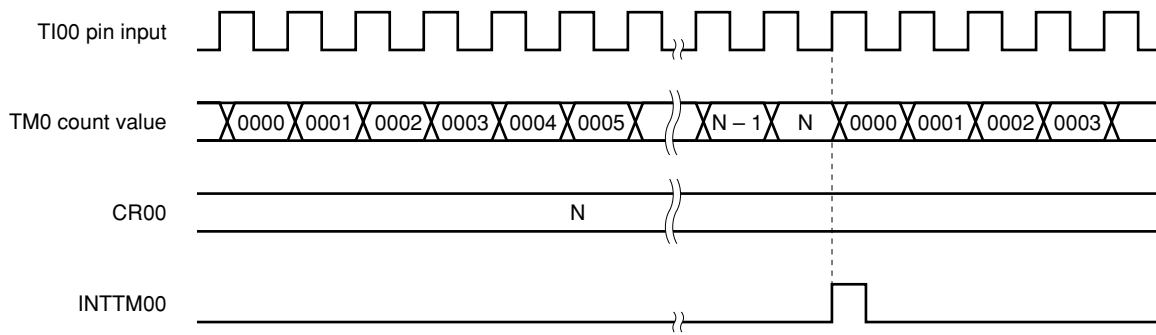 TI00 pin input
TM0 count value 0000 0001 0002 0003 0004 0005 N – 1 N 0000 0001 0002 0003
CR00 N
INTTM00